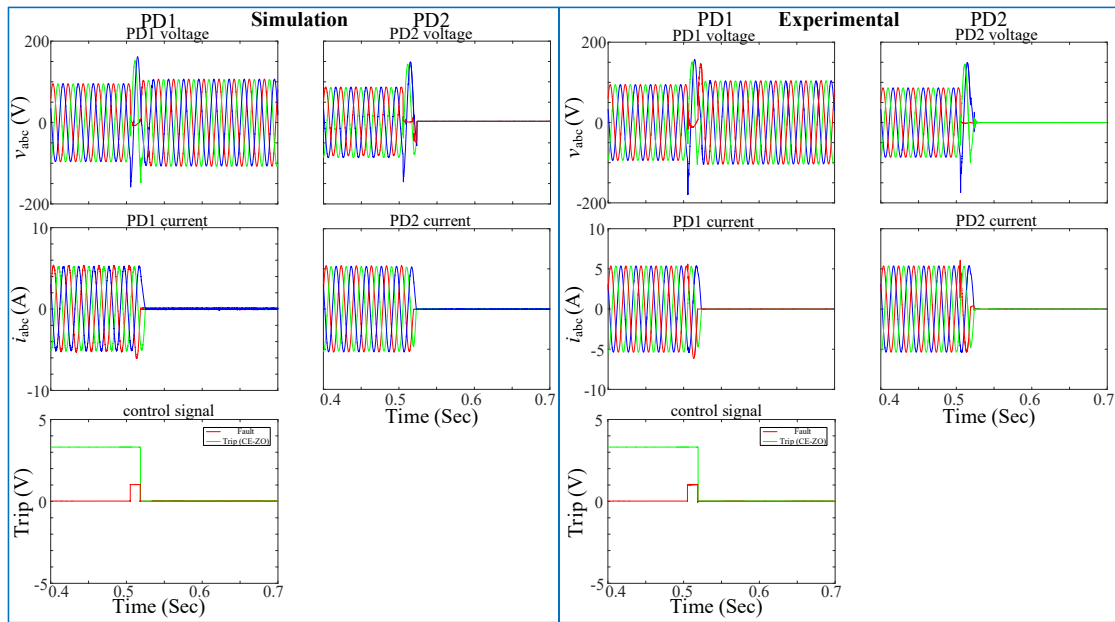 PD1 Simulation PD2
PD1 voltage PD2 voltage
200
0
-200
v_abc (V)
PD1 current PD2 current
10
5
0
-5
-10
i_abc (A)
0.4 0.5 0.6 0.7
Time (Sec)
control signal
Fault
Trip (CE-ZO)
5
0
-5
Trip (V)
0.4 0.5 0.6 0.7
Time (Sec)
PD1 Experimental PD2
PD1 voltage PD2 voltage
200
100
0
-100
-200
v_abc (V)
PD1 current PD2 current
10
5
0
-5
-10
i_abc (A)
0.4 0.5 0.6 0.7
Time (Sec)
control signal
Fault
Trip (CE-ZO)
5
0
-5
Trip (V)
0.4 0.5 0.6 0.7
Time (Sec)